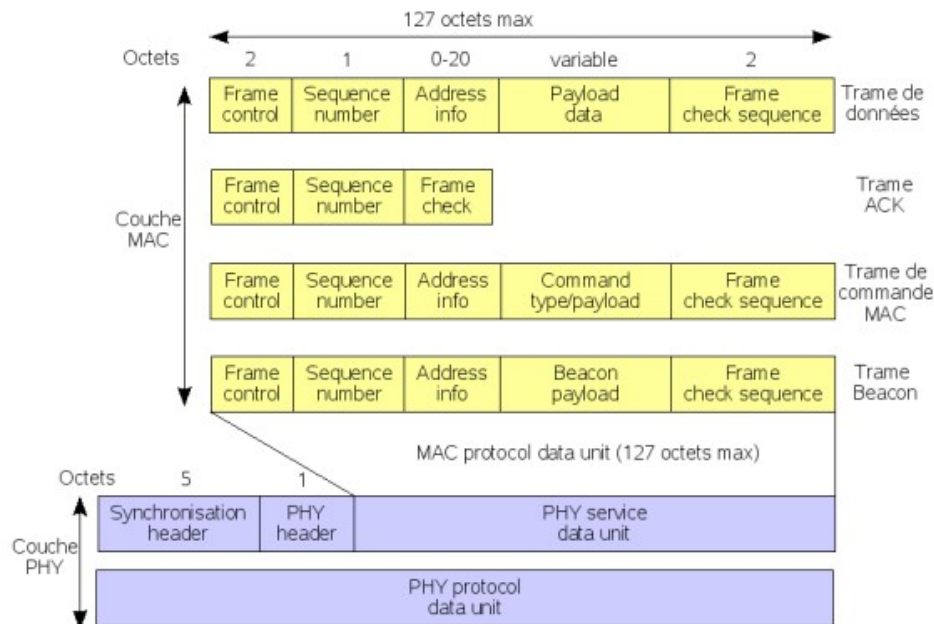 127 octets max
Octets 2 1 0-20 variable 2
Frame control Sequence number Address info Payload data Frame check sequence Trame de données
Frame control Sequence number Frame check Trame ACK
Couche MAC
Frame control Sequence number Address info Command type/payload Frame check sequence Trame de commande MAC
Frame control Sequence number Address info Beacon payload Frame check sequence Trame Beacon
MAC protocol data unit (127 octets max)
Octets 5 1
Synchronisation header PHY header PHY service data unit
Couche PHY
PHY protocol data unit